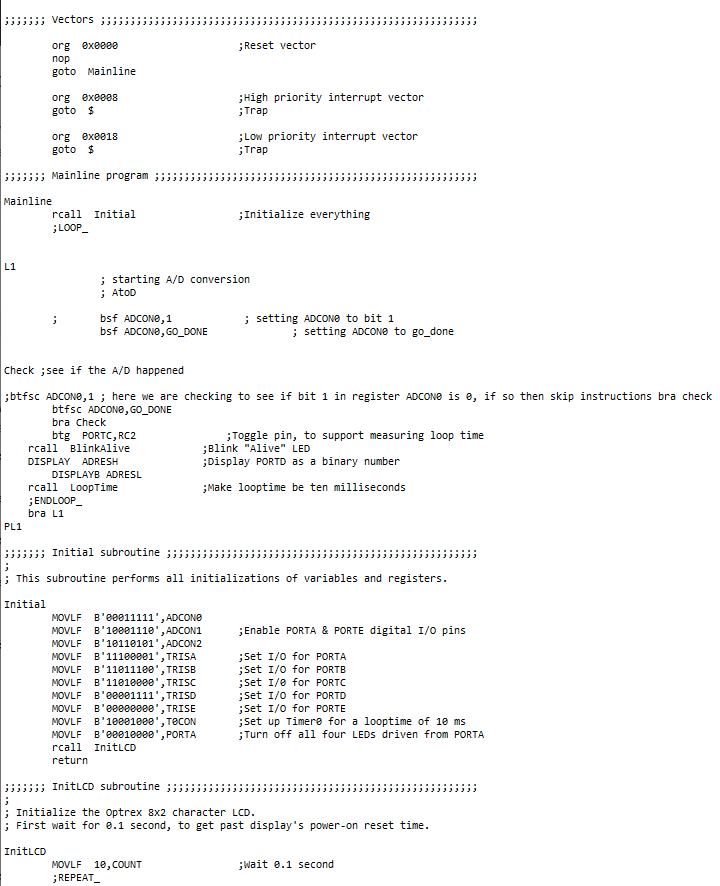 ;;;;;;; Vectors ;;;;;;;;;;;;;;;;;;;;;;;;;;;;;;;;;;;;;;;;;;;;;;;;;;;;;;;;;;;;;;;
        org  0x0000                    ;Reset vector
        nop
        goto  Mainline
        org  0x0008                    ;High priority interrupt vector
        goto  $                        ;Trap
        org  0x0018                    ;Low priority interrupt vector
        goto  $                        ;Trap
;;;;;;; Mainline program ;;;;;;;;;;;;;;;;;;;;;;;;;;;;;;;;;;;;;;;;;;;;;;;;;;;;;;
Mainline
        rcall  Initial                 ;Initialize everything
        ;LOOP_
L1
                ; starting A/D conversion
                ; AtoD
        ;       bsf ADCON0,1            ; setting ADCON0 to bit 1
                bsf ADCON0,GO_DONE              ; setting ADCON0 to go_done
Check ;see if the A/D happened
;btfsc ADCON0,1 ; here we are checking to see if bit 1 in register ADCON0 is 0, if so then skip instructions bra check
        btfsc ADCON0,GO_DONE
        bra Check
        btg  PORTC,RC2               ;Toggle pin, to support measuring loop time
    rcall  BlinkAlive            ;Blink "Alive" LED
    DISPLAY  ADRESH              ;Display PORTD as a binary number
        DISPLAYB ADRESL
    rcall  LoopTime              ;Make looptime be ten milliseconds
    ;ENDLOOP_
    bra L1
PL1
;;;;;;; Initial subroutine ;;;;;;;;;;;;;;;;;;;;;;;;;;;;;;;;;;;;;;;;;;;;;;;;;;;;
;
; This subroutine performs all initializations of variables and registers.
Initial
        MOVLF  B'00011111',ADCON0
        MOVLF  B'10001110',ADCON1      ;Enable PORTA & PORTE digital I/O pins
        MOVLF  B'10110101',ADCON2
        MOVLF  B'11100001',TRISA       ;Set I/O for PORTA
        MOVLF  B'11011100',TRISB       ;Set I/O for PORTB
        MOVLF  B'11010000',TRISC       ;Set I/0 for PORTC
        MOVLF  B'00001111',TRISD       ;Set I/O for PORTD
        MOVLF  B'00000000',TRISE       ;Set I/O for PORTE
        MOVLF  B'10001000',T0CON       ;Set up Timer0 for a looptime of 10 ms
        MOVLF  B'00010000',PORTA       ;Turn off all four LEDs driven from PORTA
        rcall  InitLCD
        return
;;;;;;; InitLCD subroutine ;;;;;;;;;;;;;;;;;;;;;;;;;;;;;;;;;;;;;;;;;;;;;;;;;;;;
;
; Initialize the Optrex 8x2 character LCD.
; First wait for 0.1 second, to get past display's power-on reset time.
InitLCD
        MOVLF  10,COUNT                ;Wait 0.1 second
        ;REPEAT_